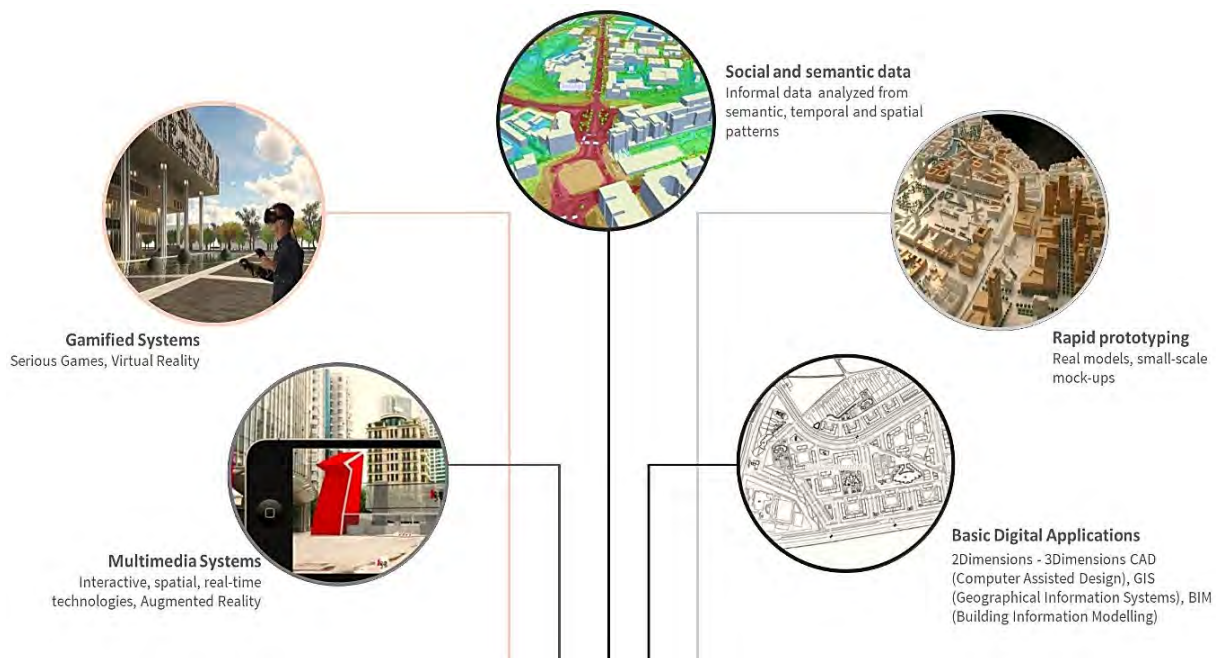 Social and semantic data
Informal data analyzed from
semantic, temporal and spatial
patterns
Gamified Systems
Serious Games, Virtual Reality
Rapid prototyping
Real models, small-scale
mock-ups
Multimedia Systems
Interactive, spatial, real-time
technologies, Augmented Reality
Basic Digital Applications
2Dimensions - 3Dimensions CAD
(Computer Assisted Design), GIS
(Geographical Information Systems), BIM
(Building Information Modelling)